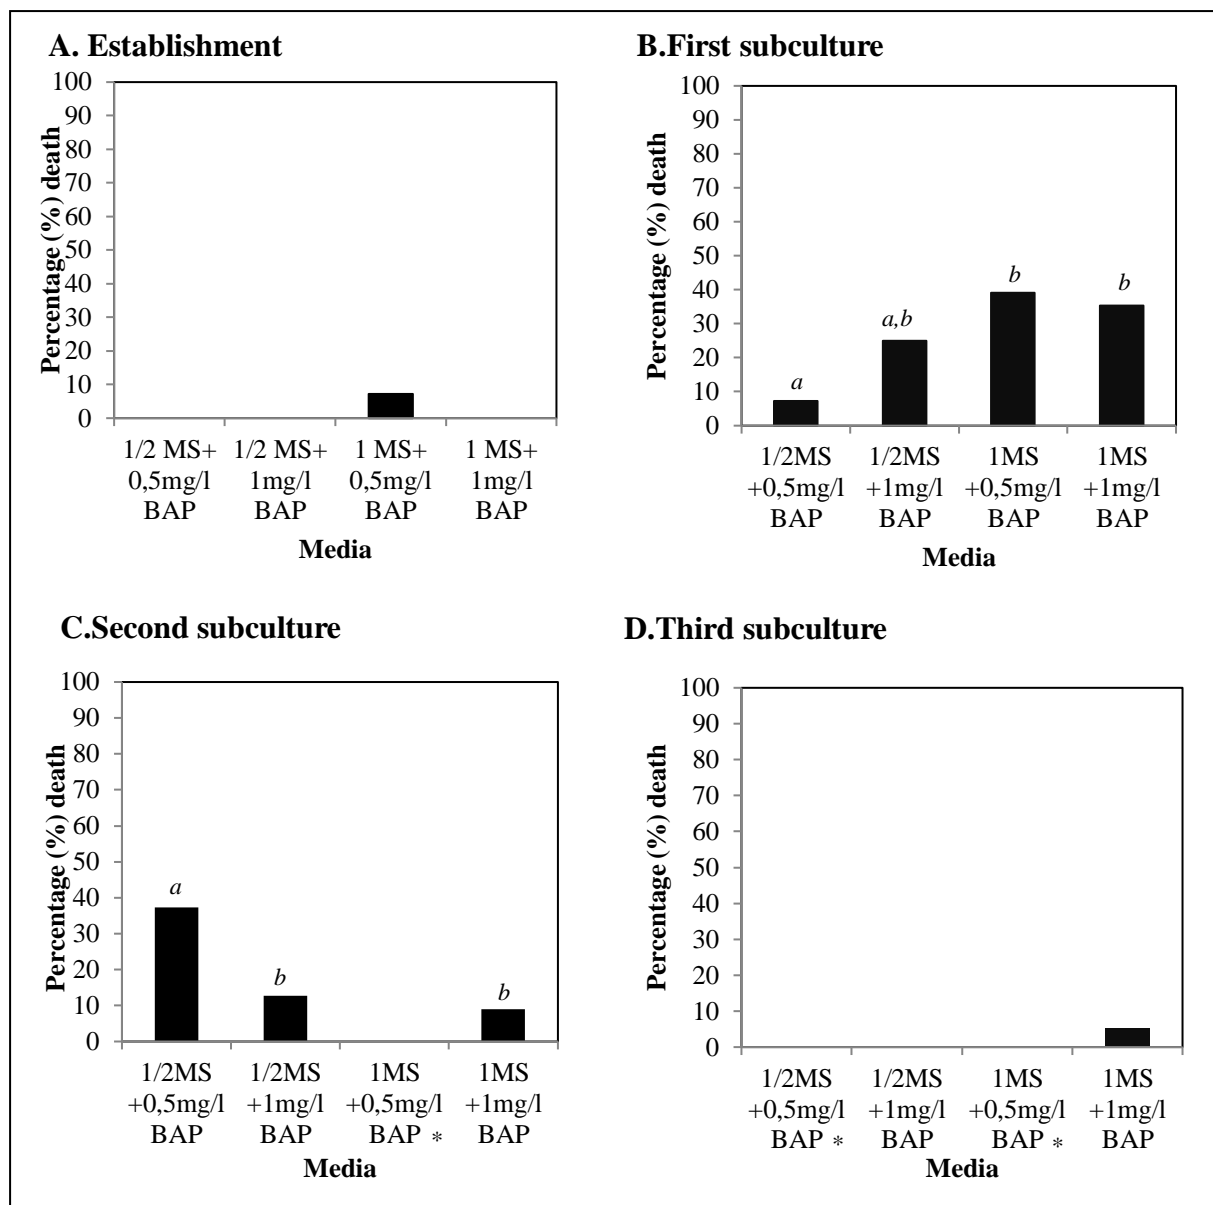 A. Establishment
Percentage (%) death
100
90
80
70
60
50
40
30
20
10
0
1/2 MS+
0,5mg/l
BAP
1/2 MS+
1mg/l
BAP
1 MS+
0,5mg/l
BAP
1 MS+
1mg/l
BAP
Media
B.First subculture
Percentage (%) death
100
90
80
70
60
50
40
30
20
10
0
a
a,b
b
b
1/2MS
+0,5mg/l
BAP
1/2MS
+1mg/l
BAP
1MS
+0,5mg/l
BAP
1MS
+1mg/l
BAP
Media
C.Second subculture
Percentage (%) death
100
90
80
70
60
50
40
30
20
10
0
a
b
b
1/2MS
+0,5mg/l
BAP
1/2MS
+1mg/l
BAP
1MS
+0,5mg/l
BAP *
1MS
+1mg/l
BAP
Media
D.Third subculture
Percentage (%) death
100
90
80
70
60
50
40
30
20
10
0
1/2MS
+0,5mg/l
BAP *
1/2MS
+1mg/l
BAP
1MS
+0,5mg/l
BAP *
1MS
+1mg/l
BAP
Media